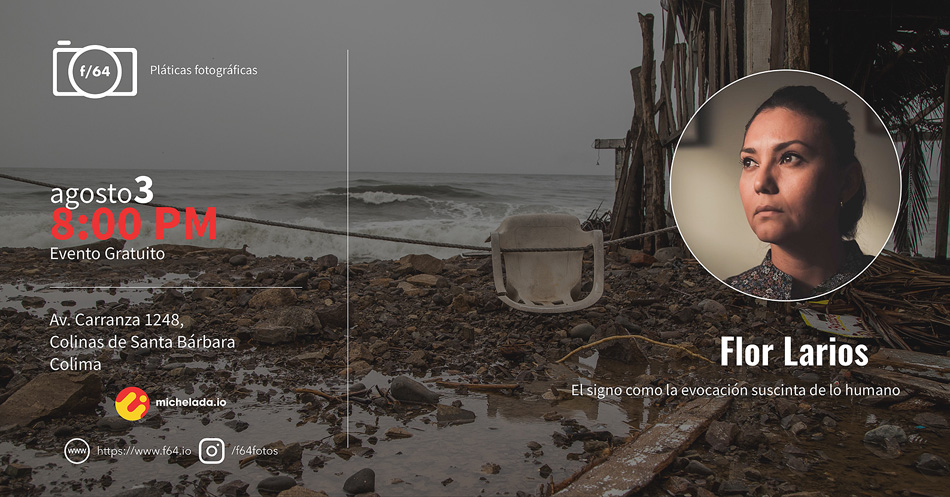 f/64
Pláticas fotográficas
agosto3
8:00 PM
Evento Gratuito
Av. Carranza 1248,
Colinas de Santa Bárbara
Colima
michelada.io
www
https://www.f64.io
/f64fotos
Flor Larios
El signo como la evocación suscinta de lo humano